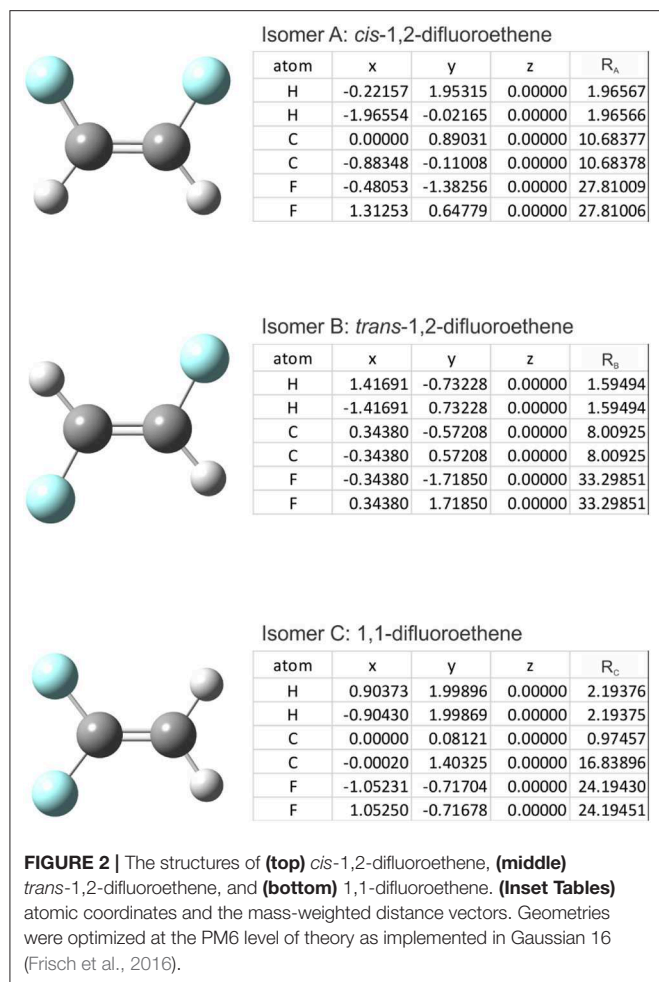 Isomer A: cis-1,2-difluoroethene
atom x y z R_A
H -0.22157 1.95315 0.00000 1.96567
H -1.96554 -0.02165 0.00000 1.96566
C 0.00000 0.89031 0.00000 10.68377
C -0.88348 -0.11008 0.00000 10.68378
F -0.48053 -1.38256 0.00000 27.81009
F 1.31253 0.64779 0.00000 27.81006
Isomer B: trans-1,2-difluoroethene
atom x y z R_B
H 1.41691 -0.73228 0.00000 1.59494
H -1.41691 0.73228 0.00000 1.59494
C 0.34380 -0.57208 0.00000 8.00925
C -0.34380 0.57208 0.00000 8.00925
F -0.34380 -1.71850 0.00000 33.29851
F 0.34380 1.71850 0.00000 33.29851
Isomer C: 1,1-difluoroethene
atom x y z R_C
H 0.90373 1.99896 0.00000 2.19376
H -0.90430 1.99869 0.00000 2.19375
C 0.00000 0.08121 0.00000 0.97457
C -0.00020 1.40325 0.00000 16.83896
F -1.05231 -0.71704 0.00000 24.19430
F 1.05250 -0.71678 0.00000 24.19451
FIGURE 2 | The structures of (top) cis-1,2-difluoroethene, (middle)
trans-1,2-difluoroethene, and (bottom) 1,1-difluoroethene. (Inset Tables)
atomic coordinates and the mass-weighted distance vectors. Geometries
were optimized at the PM6 level of theory as implemented in Gaussian 16
(Frisch et al., 2016).